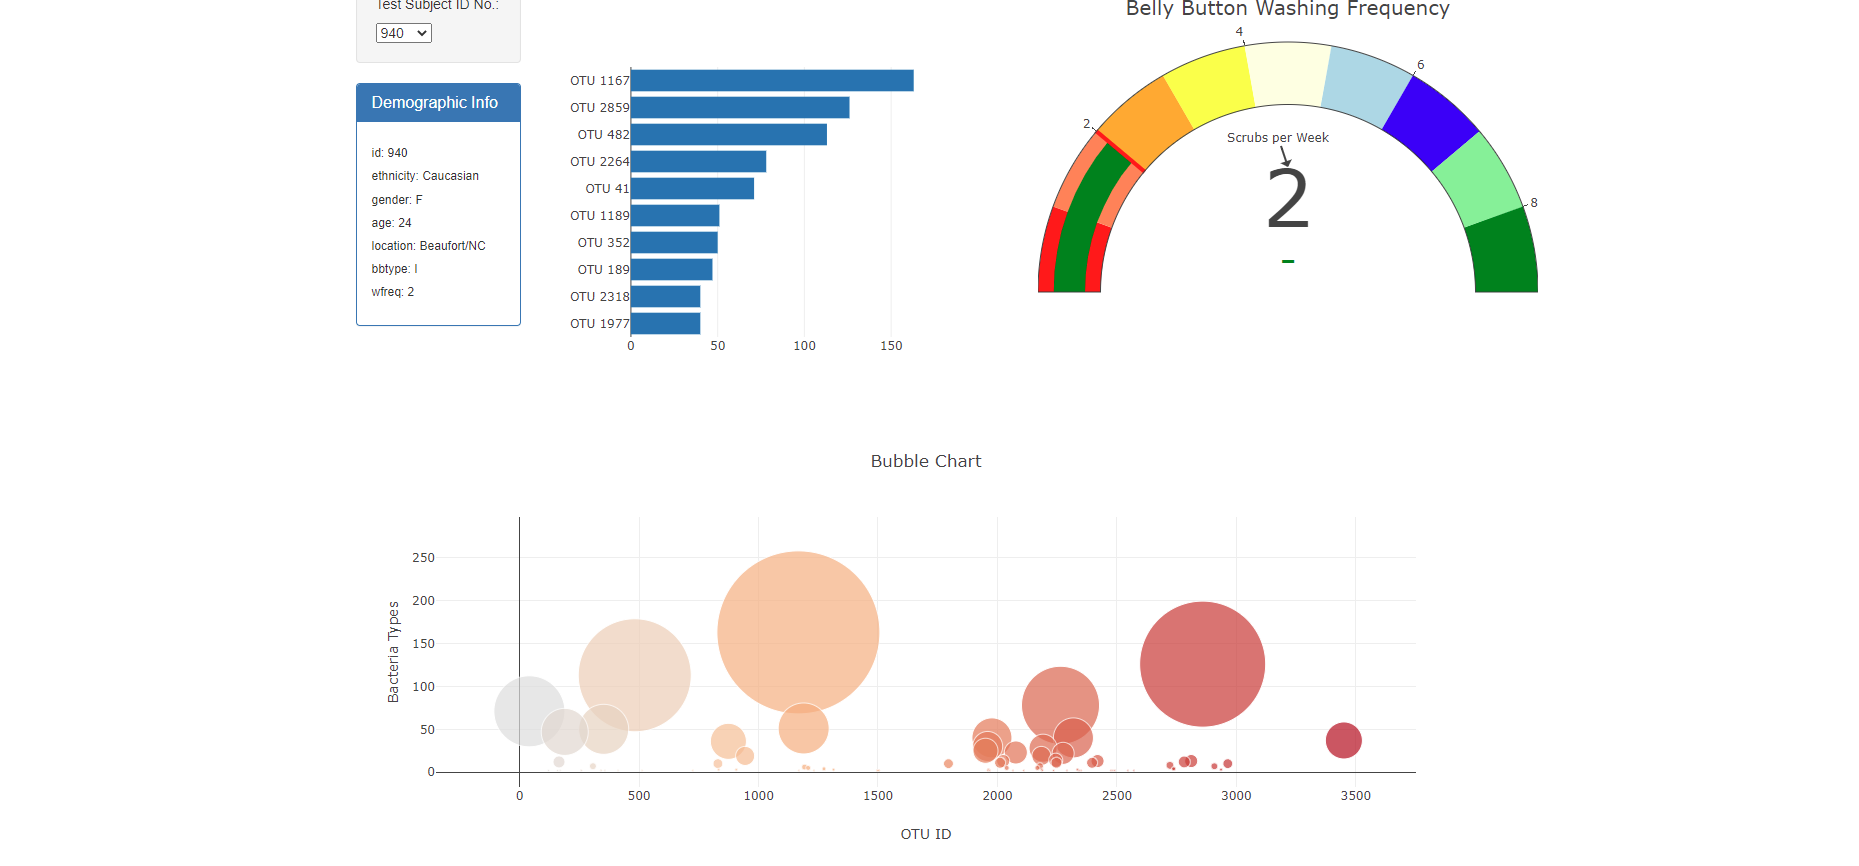 Test Subject ID No.:
940
Demographic Info
id: 940
ethnicity: Caucasian
gender: F
age: 24
location: Beaufort/NC
bbtype: I
wfreq: 2
OTU 1167
OTU 2859
OTU 482
OTU 2264
OTU 41
OTU 1189
OTU 352
OTU 189
OTU 2318
OTU 1977
0 50 100 150
Belly Button Washing Frequency
2
4
6
8
Scrubs per Week
2
-
Bubble Chart
Bacteria Types
250
200
150
100
50
0
0 500 1000 1500 2000 2500 3000 3500
OTU ID